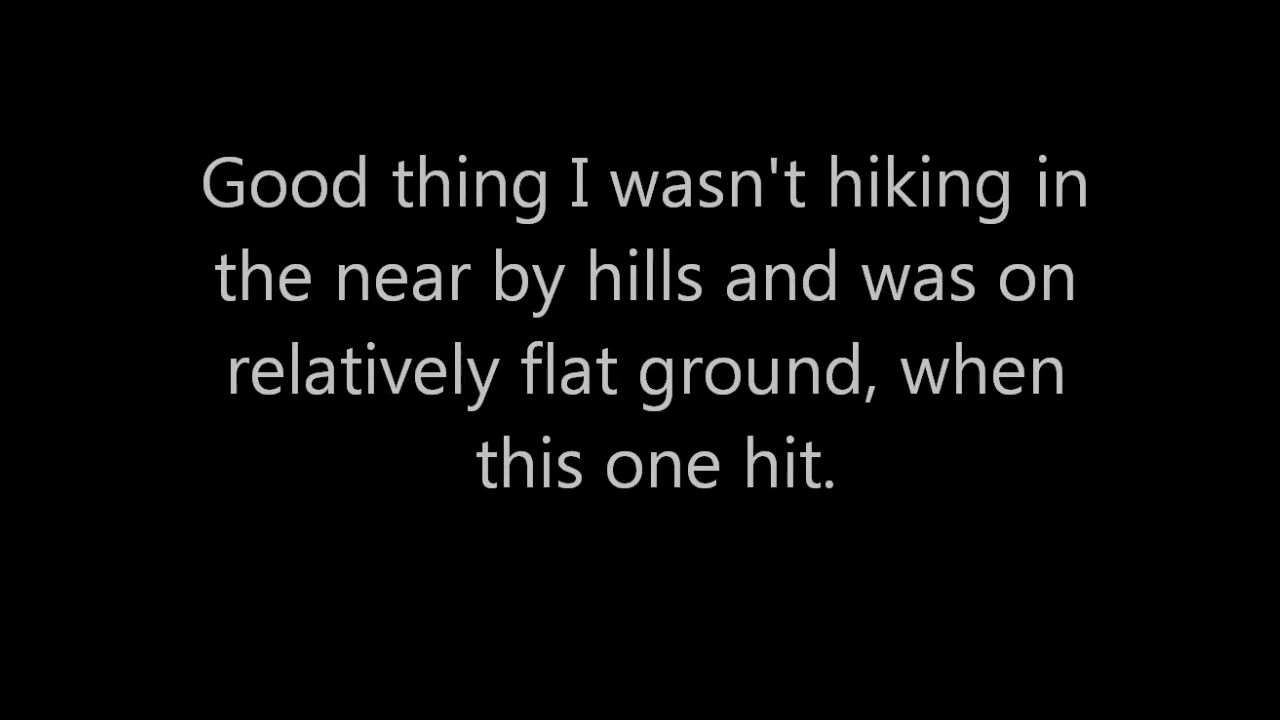 Good thing I wasn't hiking in
the near by hills and was on
relatively flat ground, when
this one hit.